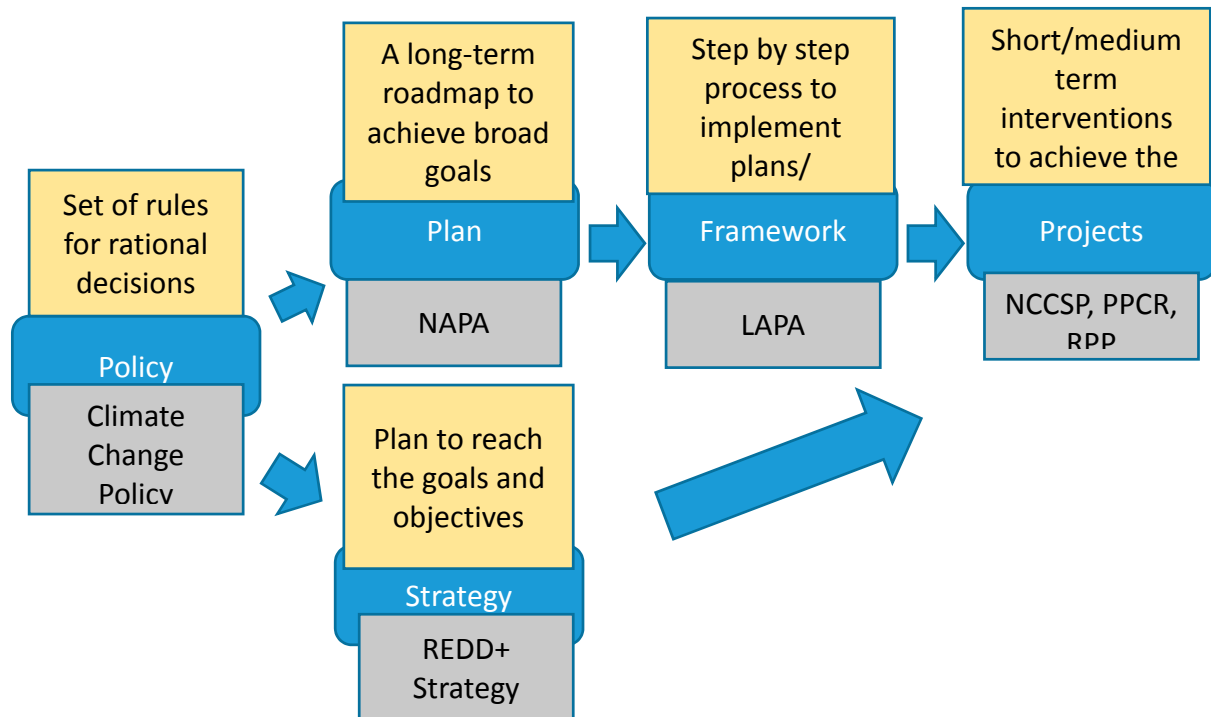 Set of rules
for rational
decisions
Policy
Climate
Change
Policy
A long-term
roadmap to
achieve broad
goals
Plan
NAPA
Step by step
process to
implement
plans/
Framework
LAPA
Short/medium
term
interventions
to achieve the
Projects
NCCSP, PPCR,
RPP
Plan to reach
the goals and
objectives
Strategy
REDD+
Strategy